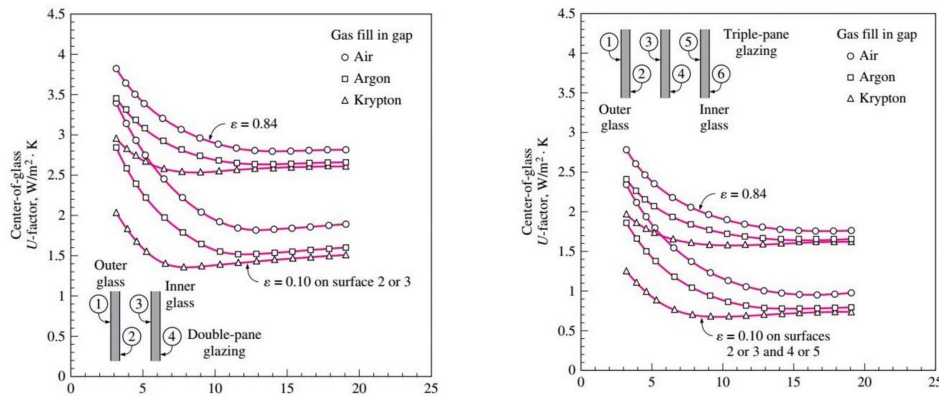 4.5
4
3.5
3
2.5
2
1.5
1
0.5
0
0
5
10
15
20
25
Center-of-glass
U-factor, W/m² · K
Gas fill in gap
Air
Argon
Krypton
ε = 0.84
ε = 0.10 on surface 2 or 3
Outer
glass
Inner
glass
1
2
3
4
Double-pane
glazing
4.5
4
3.5
3
2.5
2
1.5
1
0.5
0
0
5
10
15
20
25
Center-of-glass
U-factor, W/m² · K
Triple-pane
glazing
1
2
3
4
5
6
Outer
glass
Inner
glass
Gas fill in gap
Air
Argon
Krypton
ε = 0.84
ε = 0.10 on surfaces
2 or 3 and 4 or 5